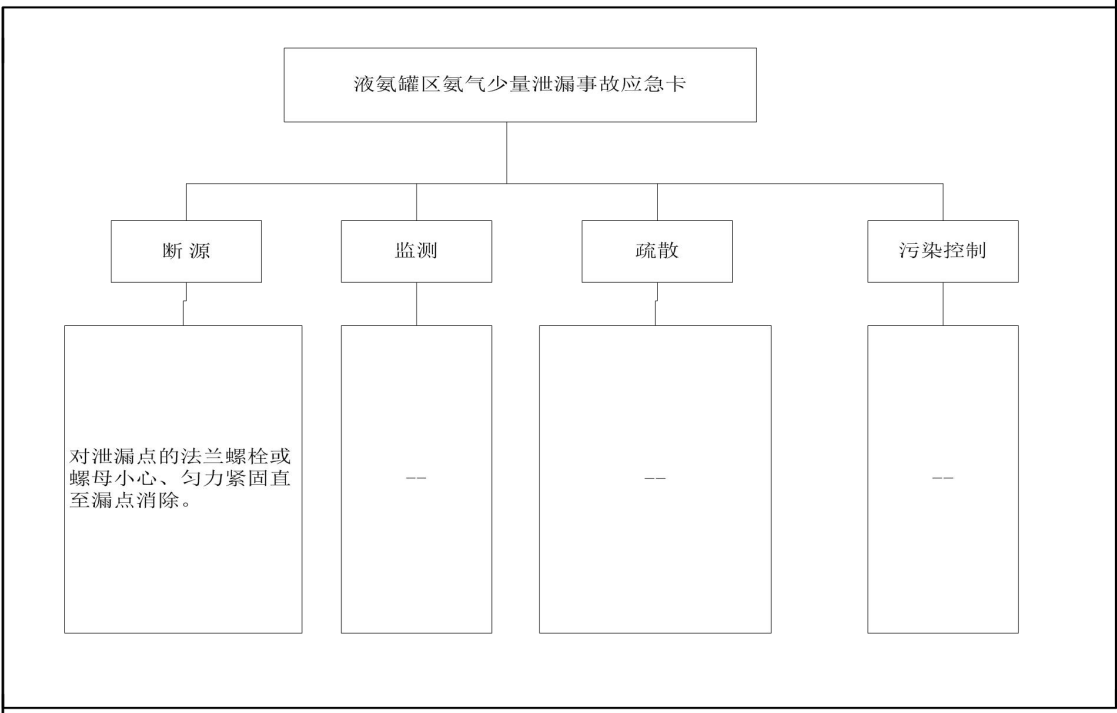 液氨罐区氨气少量泄漏事故应急卡
断 源
监测
疏散
污染控制
对泄漏点的法兰螺栓或
螺母小心、匀力紧固直
至漏点消除。
——
——
——